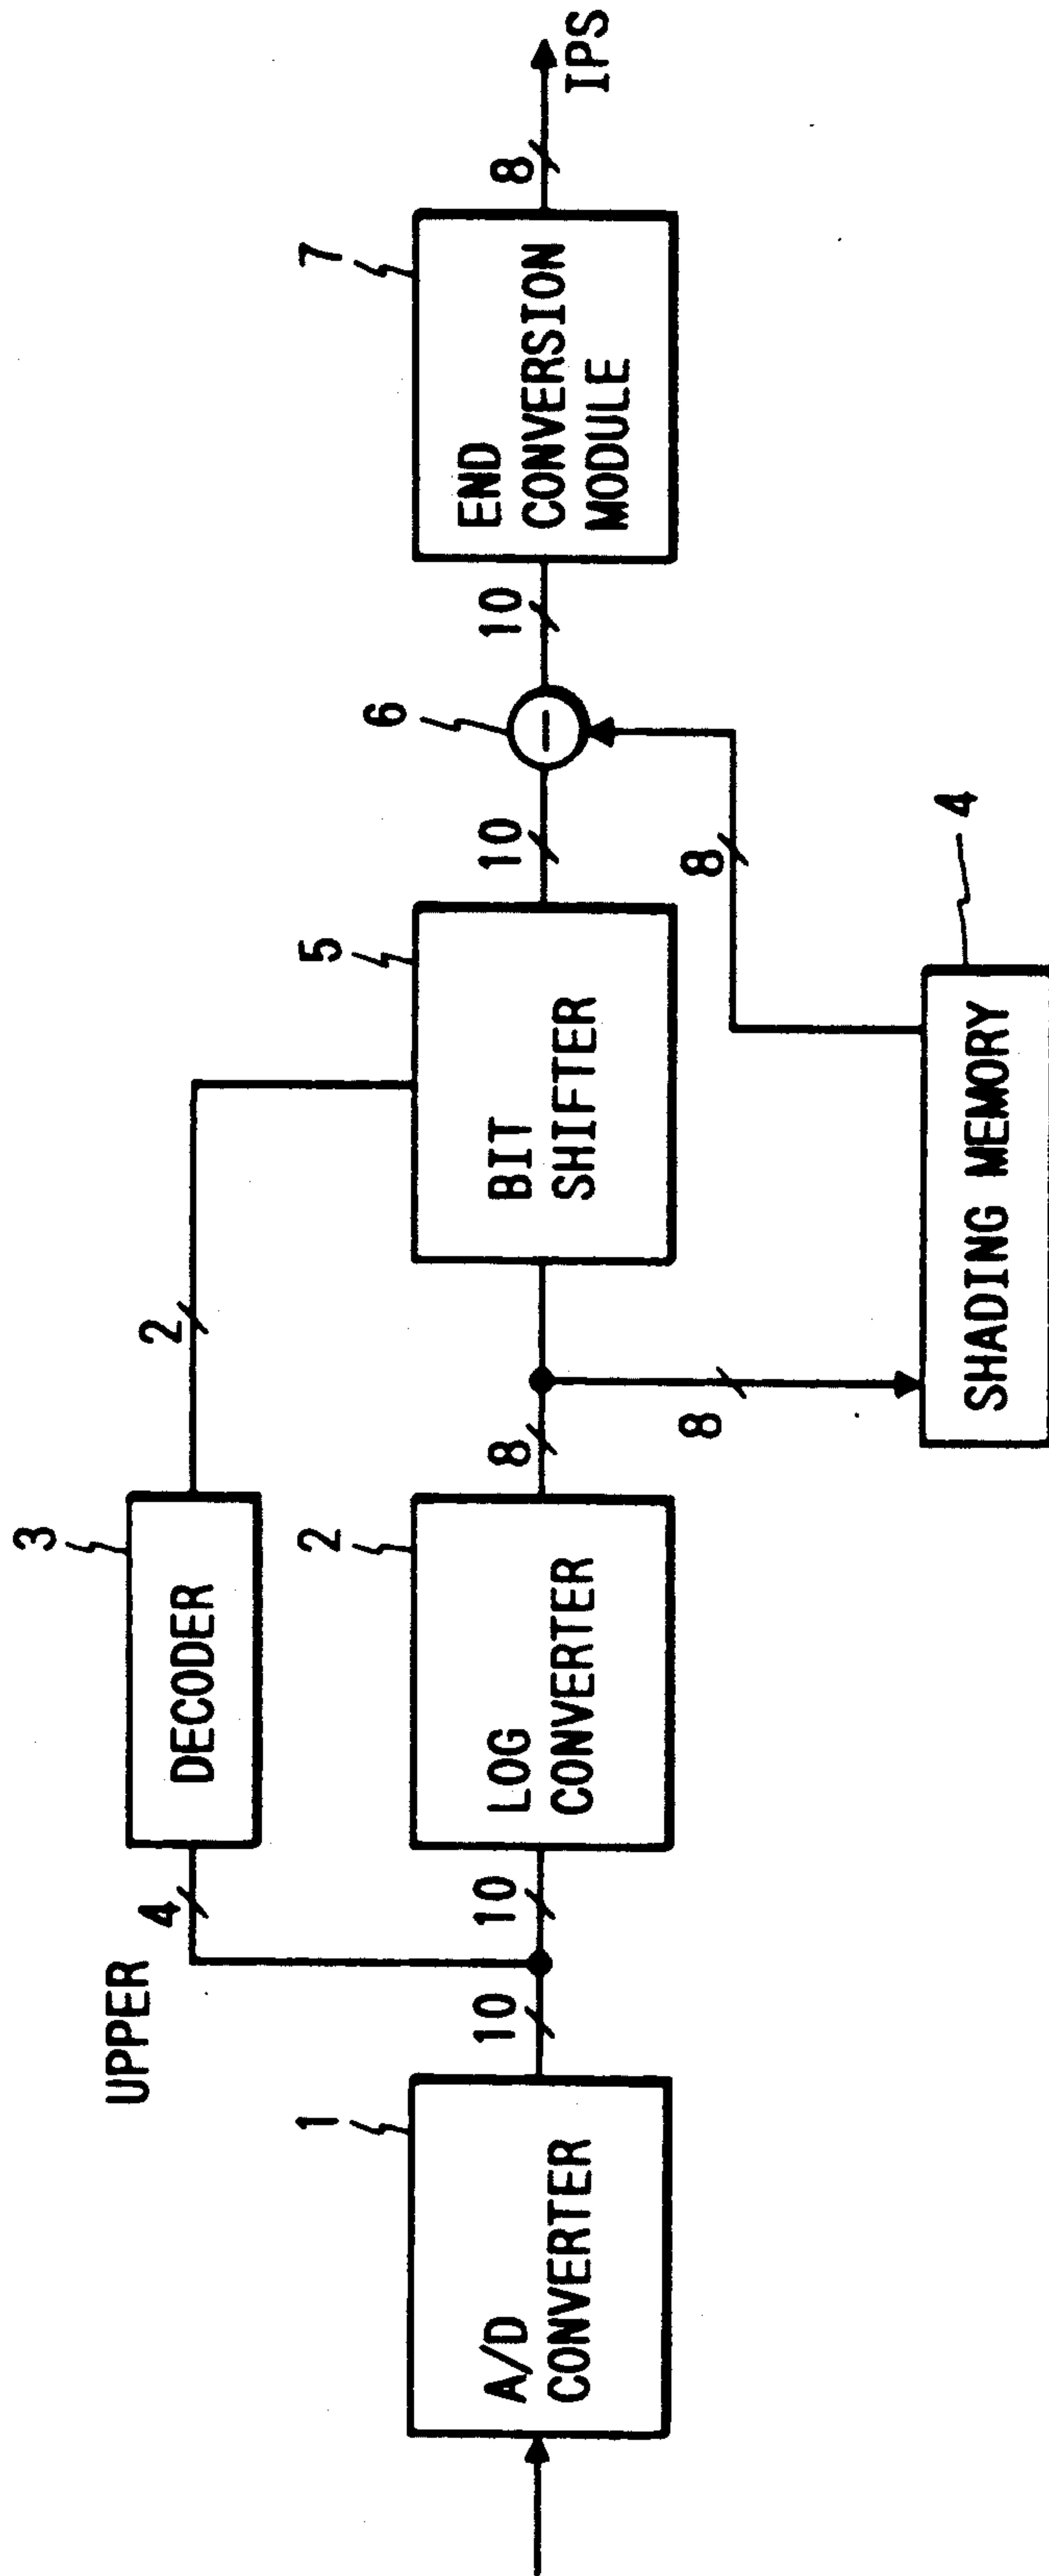 UPPER
4
3
DECODER
2
1
A/D
CONVERTER
10
10
2
LOG
CONVERTER
8
8
5
BIT
SHIFTER
10
6
−
10
7
END
CONVERSION
MODULE
8
IPS
8
4
SHADING MEMORY